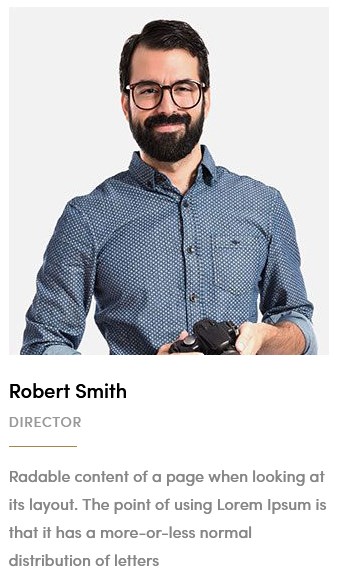 Robert Smith
DIRECTOR
Radable content of a page when looking at
its layout. The point of using Lorem Ipsum is
that it has a more-or-less normal
distribution of letters